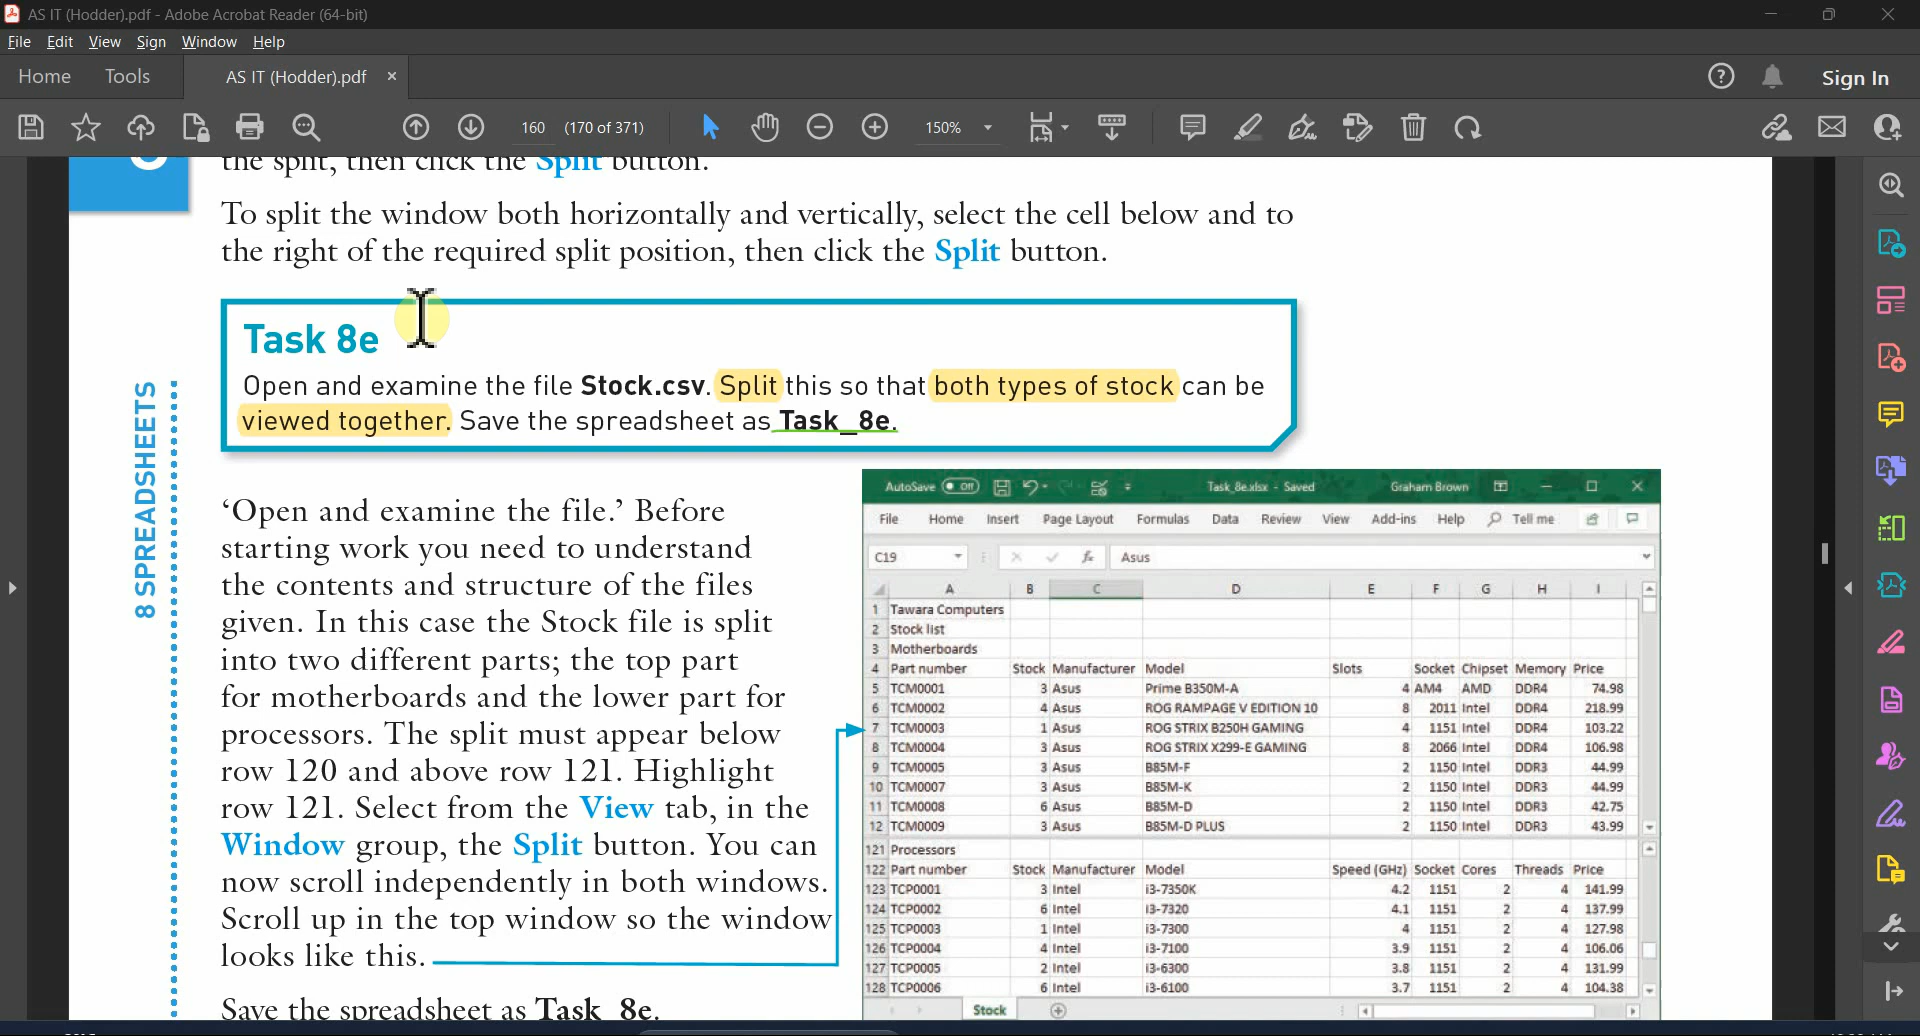 AS IT (Hodder).pdf - Adobe Acrobat Reader (64-bit)
File Edit View Sign Window Help
Home Tools AS IT (Hodder).pdf × Sign In
160 (170 of 371) 150%
the split, then click the Split button.
To split the window both horizontally and vertically, select the cell below and to
the right of the required split position, then click the Split button.
Task 8e
Open and examine the file Stock.csv. Split this so that both types of stock can be
viewed together. Save the spreadsheet as Task_8e.
8 SPREADSHEETS
‘Open and examine the file.’ Before
starting work you need to understand
the contents and structure of the files
given. In this case the Stock file is split
into two different parts; the top part
for motherboards and the lower part for
processors. The split must appear below
row 120 and above row 121. Highlight
row 121. Select from the View tab, in the
Window group, the Split button. You can
now scroll independently in both windows.
Scroll up in the top window so the window
looks like this.
Save the spreadsheet as Task_8e.
AutoSave Off Task_8e.xlsx - Saved Graham Brown
File Home Insert Page Layout Formulas Data Review View Add-ins Help Tell me
C19 fx Asus
A B C D E F G H I
1 Tawara Computers
2 Stock list
3 Motherboards
4 Part number Stock Manufacturer Model Slots Socket Chipset Memory Price
5 TCM0001 3 Asus Prime B350M-A 4 AM4 AMD DDR4 74.98
6 TCM0002 4 Asus ROG RAMPAGE V EDITION 10 8 2011 Intel DDR4 218.99
7 TCM0003 1 Asus ROG STRIX B250H GAMING 4 1151 Intel DDR4 103.22
8 TCM0004 3 Asus ROG STRIX X299-E GAMING 8 2066 Intel DDR4 106.98
9 TCM0005 3 Asus B85M-F 2 1150 Intel DDR3 44.99
10 TCM0007 3 Asus B85M-K 2 1150 Intel DDR3 44.99
11 TCM0008 6 Asus B85M-D 2 1150 Intel DDR3 42.75
12 TCM0009 3 Asus B85M-D PLUS 2 1150 Intel DDR3 43.99
121 Processors
122 Part number Stock Manufacturer Model Speed (GHz) Socket Cores Threads Price
123 TCP0001 3 Intel i3-7350K 4.2 1151 2 4 141.99
124 TCP0002 6 Intel i3-7320 4.1 1151 2 4 137.99
125 TCP0003 1 Intel i3-7300 4 1151 2 4 127.98
126 TCP0004 4 Intel i3-7100 3.9 1151 2 4 106.06
127 TCP0005 2 Intel i3-6300 3.8 1151 2 4 131.99
128 TCP0006 6 Intel i3-6100 3.7 1151 2 4 104.38
Stock